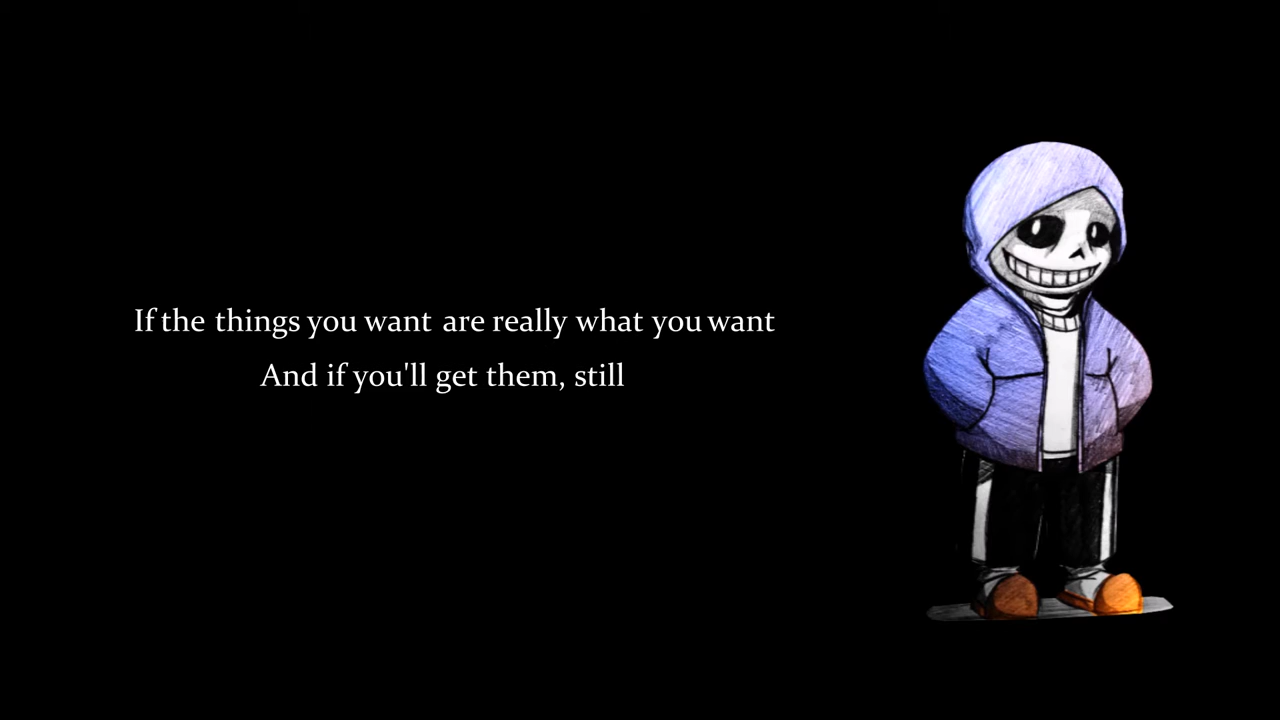 If the things you want are really what you want
And if you'll get them, still